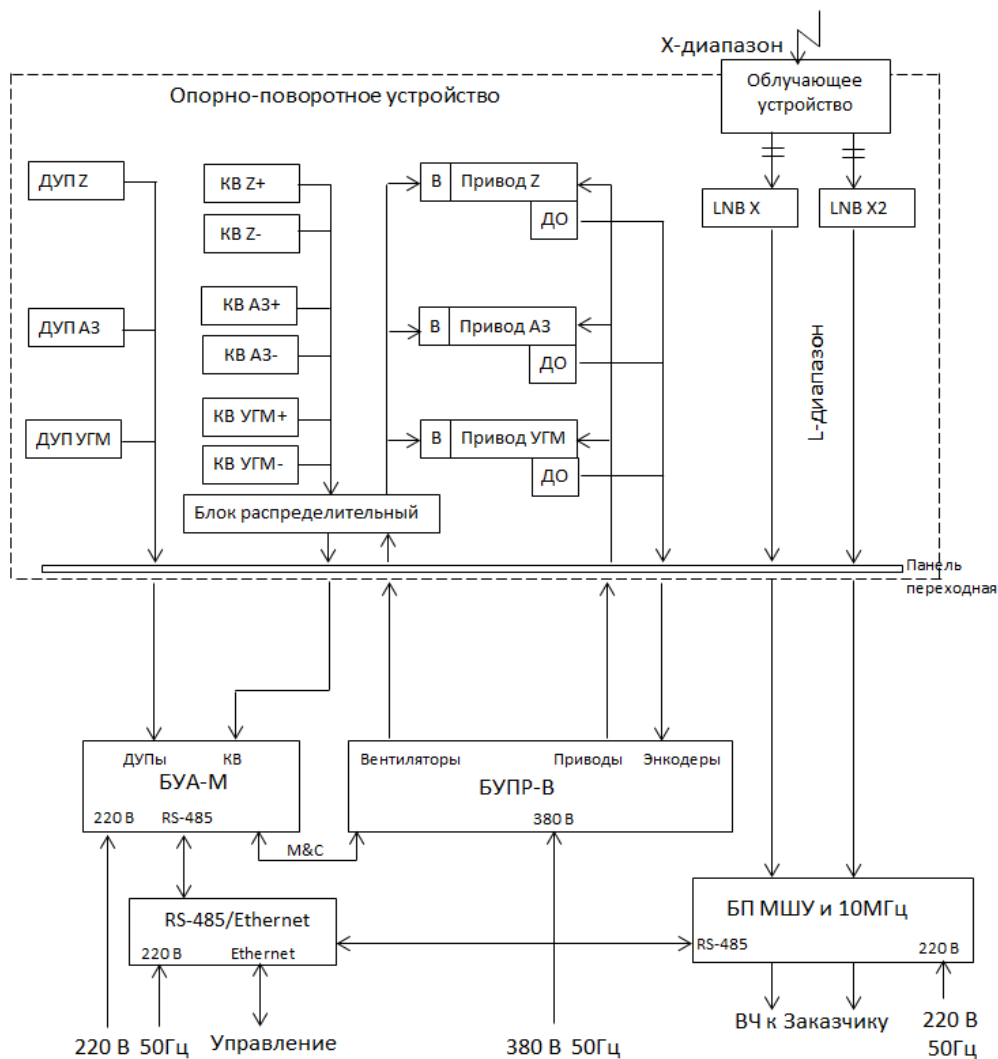 X-диапазон
Облучающее
устройство
Опорно-поворотное устройство
ДУП Z
КВ Z+
КВ Z-
В
Привод Z
ДО
LNB X
LNB X2
ДУП АЗ
КВ АЗ+
КВ АЗ-
В
Привод АЗ
ДО
L-диапазон
ДУП УГМ
КВ УГМ+
КВ УГМ-
В
Привод УГМ
ДО
Блок распределительный
Панель
переходная
ДУПы
КВ
БУА-М
220 В
RS-485
Вентиляторы
Приводы
Энкодеры
БУПР-В
380 В
M&C
RS-485/Ethernet
220 В
Ethernet
БП МШУ и 10МГц
RS-485
220 В
220 В 50Гц
Управление
380 В 50Гц
ВЧ к Заказчику
220 В
50Гц